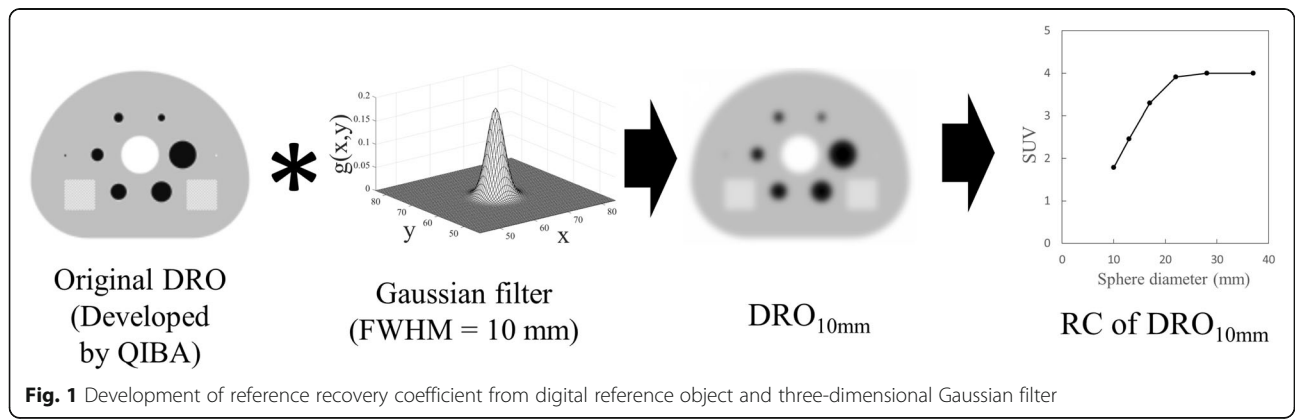 Original DRO
(Developed
by QIBA)
*
g(x,y)
0.2
0.15
0.1
0.05
0
80
70
60
50
y
50
60
70
80
x
Gaussian filter
(FWHM = 10 mm)
DRO10mm
5
4
3
2
1
0
SUV
0 10 20 30 40
Sphere diameter (mm)
RC of DRO10mm
Fig. 1 Development of reference recovery coefficient from digital reference object and three-dimensional Gaussian filter